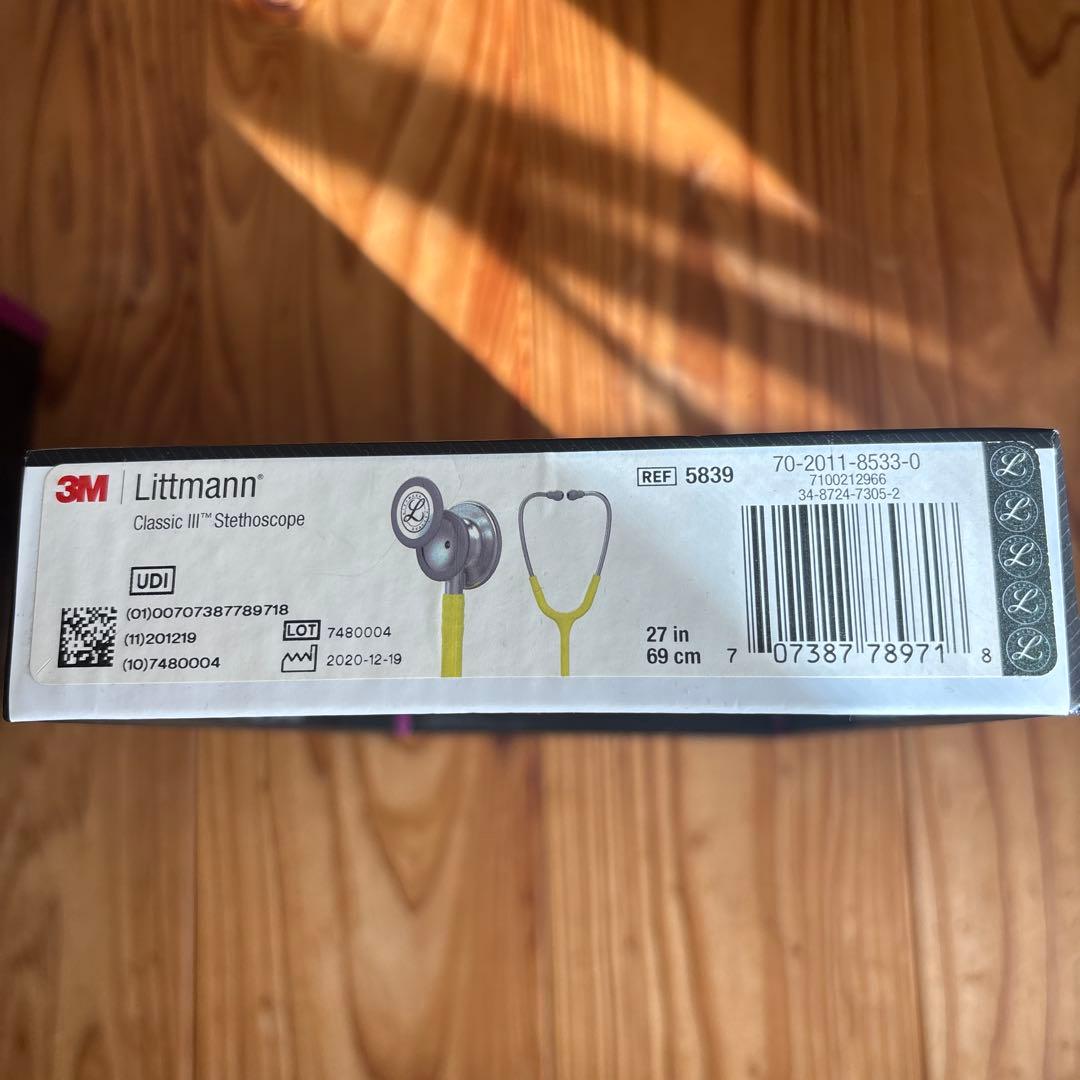 3M Littmann®
Classic III™ Stethoscope
UDI
(01)00707387789718
(11)201219
(10)7480004
LOT 7480004
2020-12-19
REF 5839
27 in
69 cm
70-2011-8533-0
7100212966
34-8724-7305-2
7 07387 78971 8